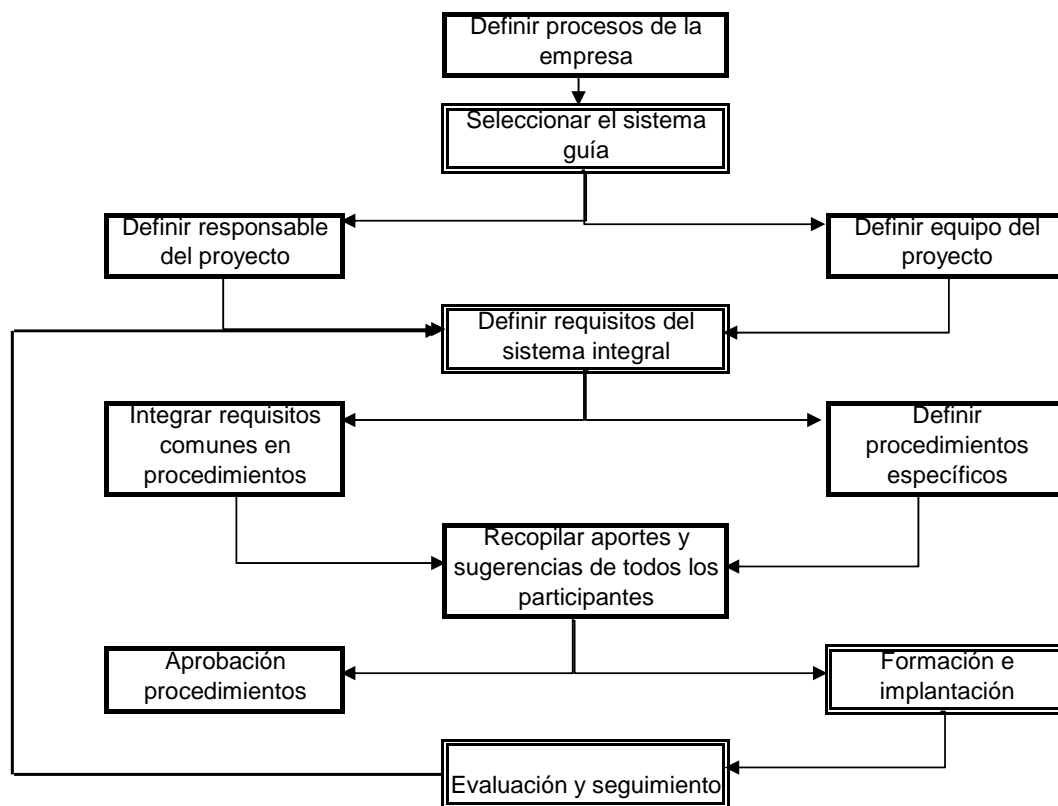 Definir procesos de la
empresa
Seleccionar el sistema
guía
Definir responsable
del proyecto
Definir equipo del
proyecto
Definir requisitos del
sistema integral
Integrar requisitos
comunes en
procedimientos
Definir
procedimientos
específicos
Recopilar aportes y
sugerencias de todos los
participantes
Aprobación
procedimientos
Formación e
implantación
Evaluación y seguimiento